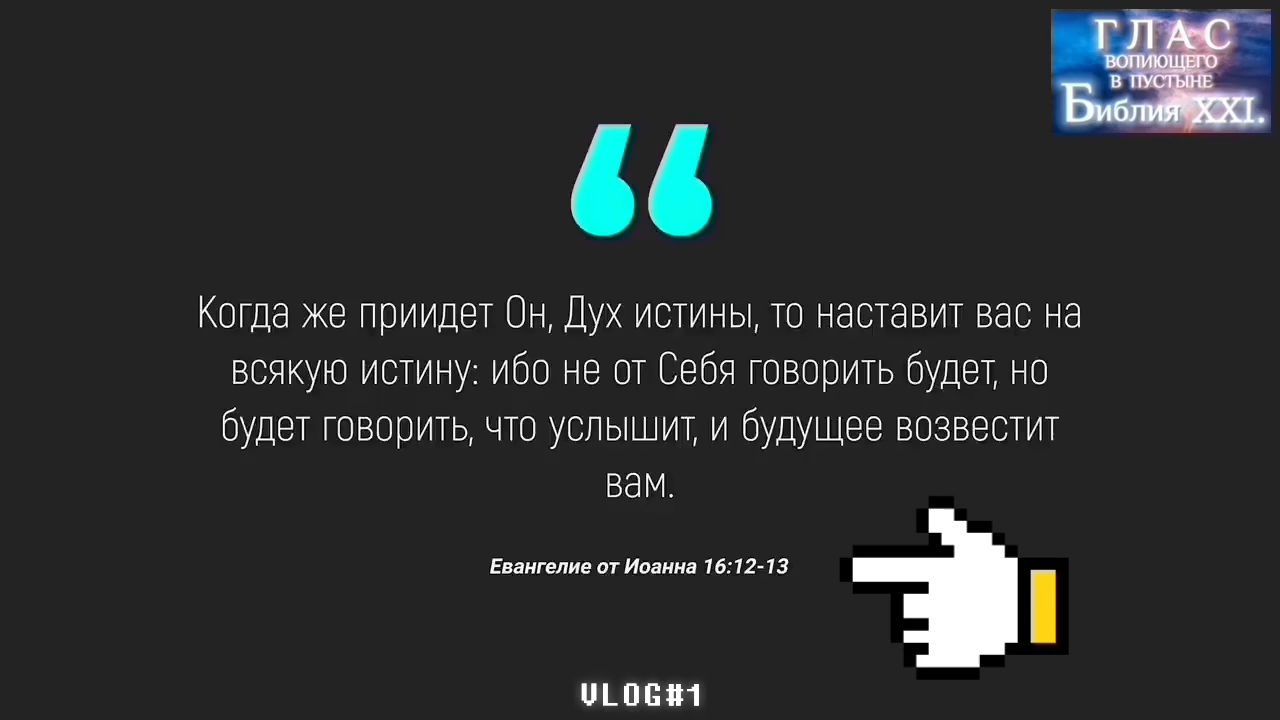 ГЛАС
ВОПИЮЩЕГО
В ПУСТЫНЕ
Библия XXI.
Когда же приидет Он, Дух истины, то наставит вас на
всякую истину: ибо не от Себя говорить будет, но
будет говорить, что услышит, и будущее возвестит
вам.
Евангелие от Иоанна 16:12-13
VLOG#1